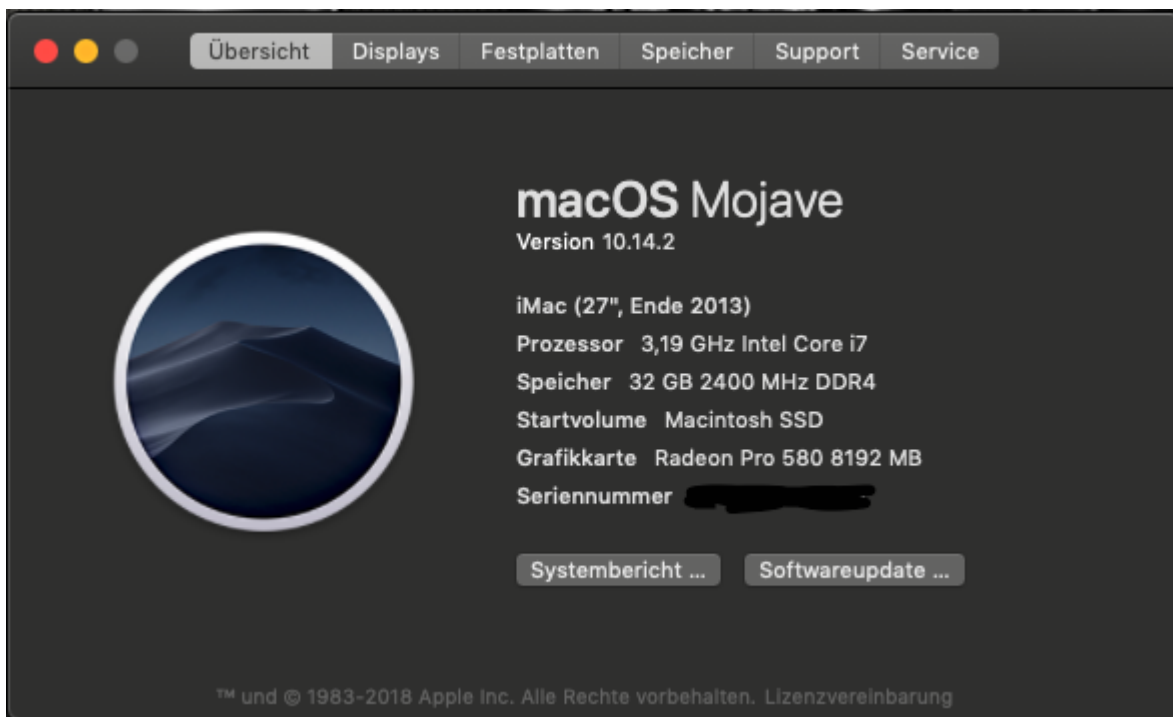 Übersicht Displays Festplatten Speicher Support Service
macOS Mojave
Version 10.14.2
iMac (27", Ende 2013)
Prozessor 3,19 GHz Intel Core i7
Speicher 32 GB 2400 MHz DDR4
Startvolume Macintosh SSD
Grafikkarte Radeon Pro 580 8192 MB
Seriennummer
Systembericht ... Softwareupdate ...
™ und © 1983-2018 Apple Inc. Alle Rechte vorbehalten. Lizenzvereinbarung